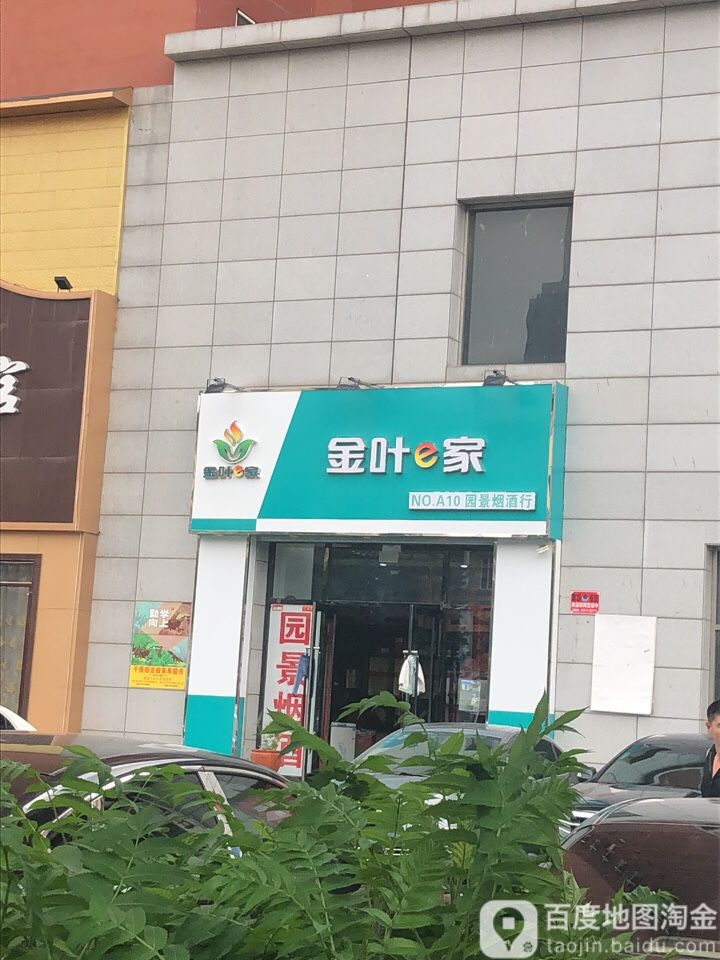 金叶e家
金叶e家
NO.A10 园景烟酒行
园景烟酒
勤学
向上
百度地图淘金
taojin.baidu.com